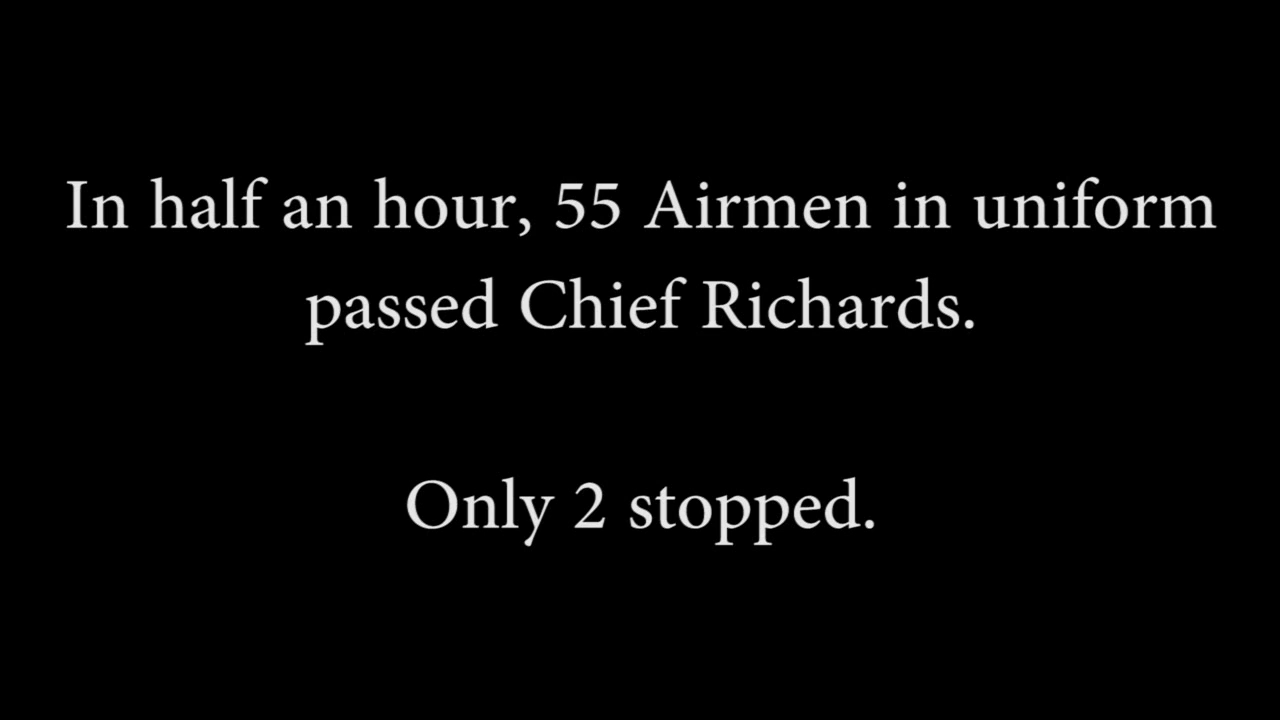 In half an hour, 55 Airmen in uniform
passed Chief Richards.
Only 2 stopped.